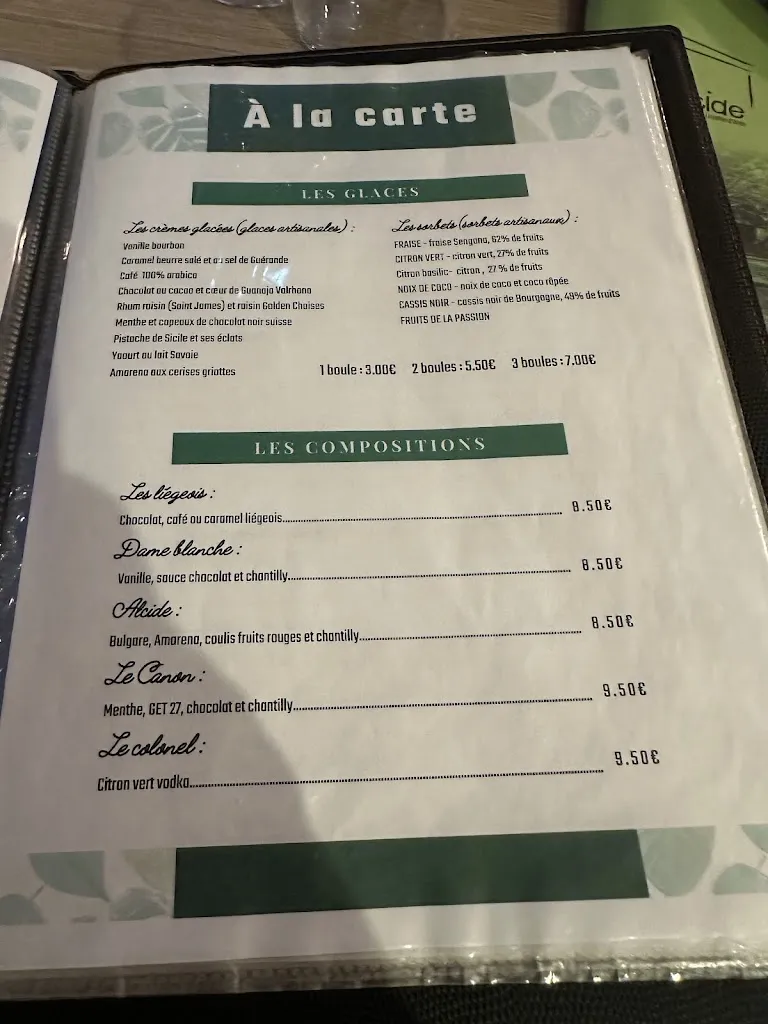 À la carte
LES GLACES
Les crèmes glacées (glaces artisanales) :
Vanille bourbon
Caramel beurre salé et au sel de Guérande
Café 100% arabica
Chocolat au cacao et cœur de Guanaja Valrhona
Rhum raisin (Saint James) et raisin Golden Choises
Menthe et copeaux de chocolat noir suisse
Pistache de Sicile et ses éclats
Yaourt au lait Savoie
Amarena aux cerises griottes
Les sorbets (sorbets artisanaux) :
FRAISE - fraise Sengana, 62% de fruits
CITRON VERT - citron vert, 27% de fruits
Citron basilic- citron , 27 % de fruits
NOIX DE COCO - noix de coco et coco râpée
CASSIS NOIR - cassis noir de Bourgogne, 49% de fruits
FRUITS DE LA PASSION
1 boule : 3.00€ 2 boules : 5.50€ 3 boules : 7.00€
LES COMPOSITIONS
Les liégeois :
Chocolat, café ou caramel liégeois 8.50€
Dame blanche :
Vanille, sauce chocolat et chantilly 8.50€
Alcide :
Bulgare, Amarena, coulis fruits rouges et chantilly 8.50€
Le Canon :
Menthe, GET 27, chocolat et chantilly 9.50€
Le colonel :
Citron vert vodka 9.50€
cide